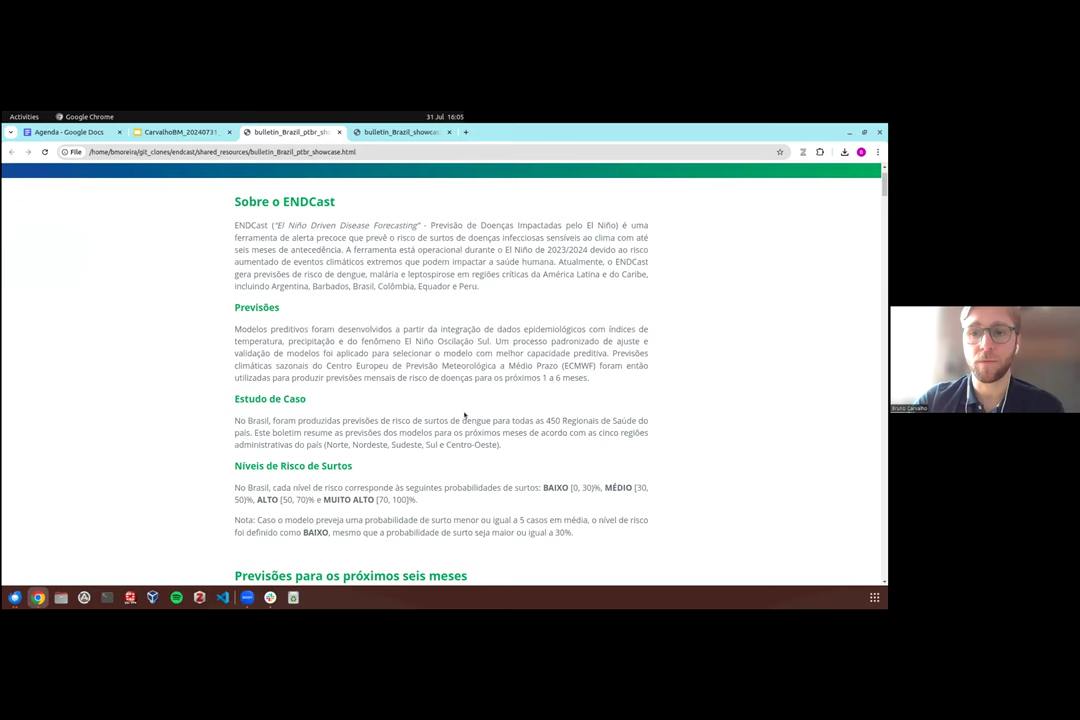 Activities
Google Chrome
31 Jul 16:05
Agenda - Google Docs
CarvalhoBM_20240731_
bulletin_Brazil_ptbr_sho
bulletin_Brazil_showcas
File
/home/bmoreira/git_clones/endcast/shared_resources/bulletin_Brazil_ptbr_showcase.html
Sobre o ENDCast
ENDCast ("El Niño Driven Disease Forecasting" - Previsão de Doenças Impactadas pelo El Niño) é uma
ferramenta de alerta precoce que prevê o risco de surtos de doenças infecciosas sensíveis ao clima com até
seis meses de antecedência. A ferramenta está operacional durante o El Niño de 2023/2024 devido ao risco
aumentado de eventos climáticos extremos que podem impactar a saúde humana. Atualmente, o ENDCast
gera previsões de risco de dengue, malária e leptospirose em regiões críticas da América Latina e do Caribe,
incluindo Argentina, Barbados, Brasil, Colômbia, Equador e Peru.
Previsões
Modelos preditivos foram desenvolvidos a partir da integração de dados epidemiológicos com índices de
temperatura, precipitação e do fenômeno El Niño Oscilação Sul. Um processo padronizado de ajuste e
validação de modelos foi aplicado para selecionar o modelo com melhor capacidade preditiva. Previsões
climáticas sazonais do Centro Europeu de Previsão Meteorológica a Médio Prazo (ECMWF) foram então
utilizadas para produzir previsões mensais de risco de doenças para os próximos 1 a 6 meses.
Estudo de Caso
No Brasil, foram produzidas previsões de risco de surtos de dengue para todas as 450 Regionais de Saúde do
país. Este boletim resume as previsões dos modelos para os próximos meses de acordo com as cinco regiões
administrativas do país (Norte, Nordeste, Sudeste, Sul e Centro-Oeste).
Níveis de Risco de Surtos
No Brasil, cada nível de risco corresponde às seguintes probabilidades de surtos: BAIXO [0, 30)%, MÉDIO [30,
50)%, ALTO [50, 70)% e MUITO ALTO [70, 100]%.
Nota: Caso o modelo preveja uma probabilidade de surto menor ou igual a 5 casos em média, o nível de risco
foi definido como BAIXO, mesmo que a probabilidade de surto seja maior ou igual a 30%.
Previsões para os próximos seis meses
Bruno Carvalho